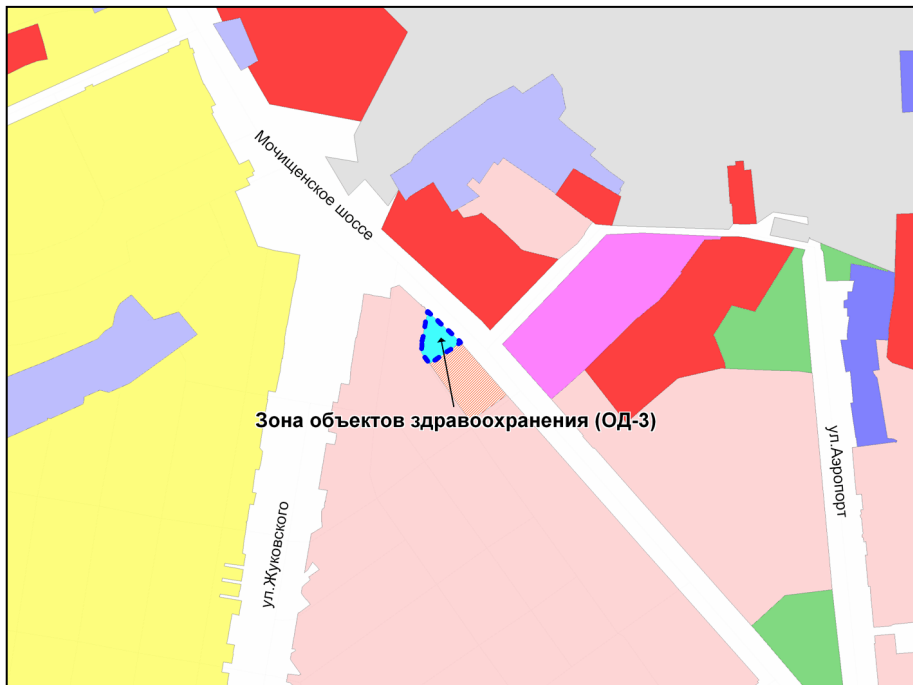 Мочищенское шоссе
Зона объектов здравоохранения (ОД-3)
ул.Аэропорт
ул.Жуковского